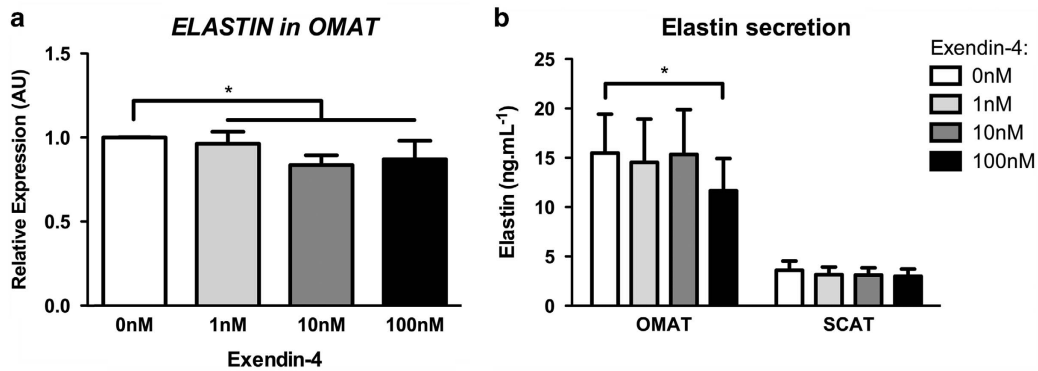 a
ELASTIN in OMAT
Relative Expression (AU)
1.5
1.0
0.5
0.0
*
0nM 1nM 10nM 100nM
Exendin-4
b
Elastin secretion
Elastin (ng.mL⁻¹)
25
20
15
10
5
0
*
OMAT SCAT
Exendin-4:
0nM
1nM
10nM
100nM